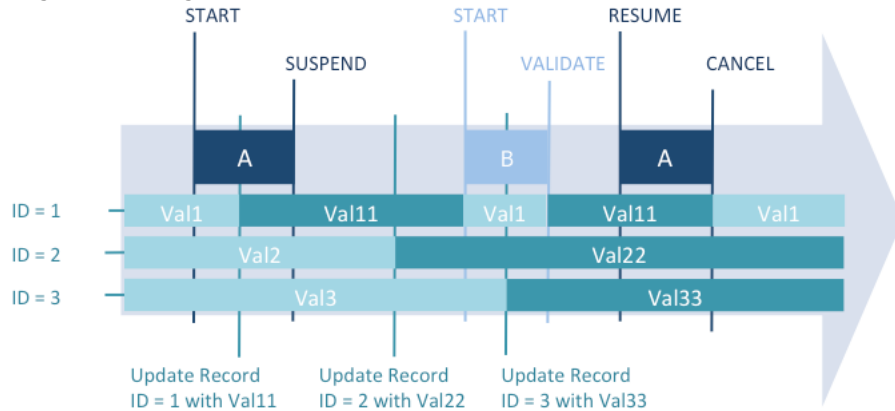 START
START
RESUME
SUSPEND
VALIDATE
CANCEL
A
B
A
ID = 1
Val1
Val11
Val1
Val11
Val1
ID = 2
Val2
Val22
ID = 3
Val3
Val33
Update Record
ID = 1 with Val11
Update Record
ID = 2 with Val22
Update Record
ID = 3 with Val33